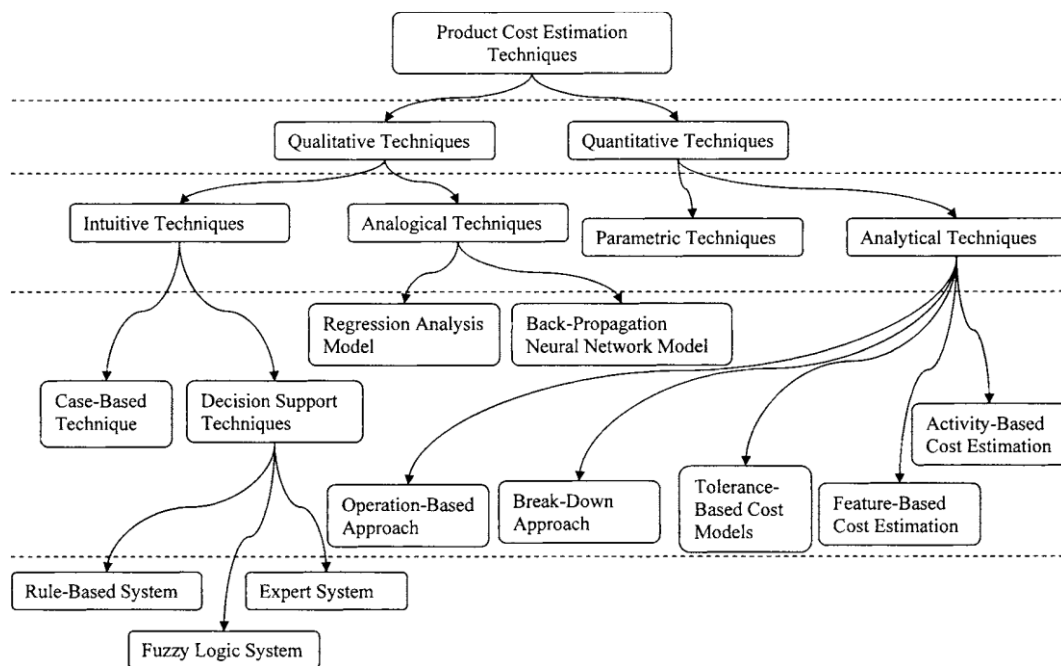 Product Cost Estimation
Techniques
Qualitative Techniques
Quantitative Techniques
Intuitive Techniques
Analogical Techniques
Parametric Techniques
Analytical Techniques
Regression Analysis
Model
Back-Propagation
Neural Network Model
Case-Based
Technique
Decision Support
Techniques
Activity-Based
Cost Estimation
Operation-Based
Approach
Break-Down
Approach
Tolerance-
Based Cost
Models
Feature-Based
Cost Estimation
Rule-Based System
Expert System
Fuzzy Logic System